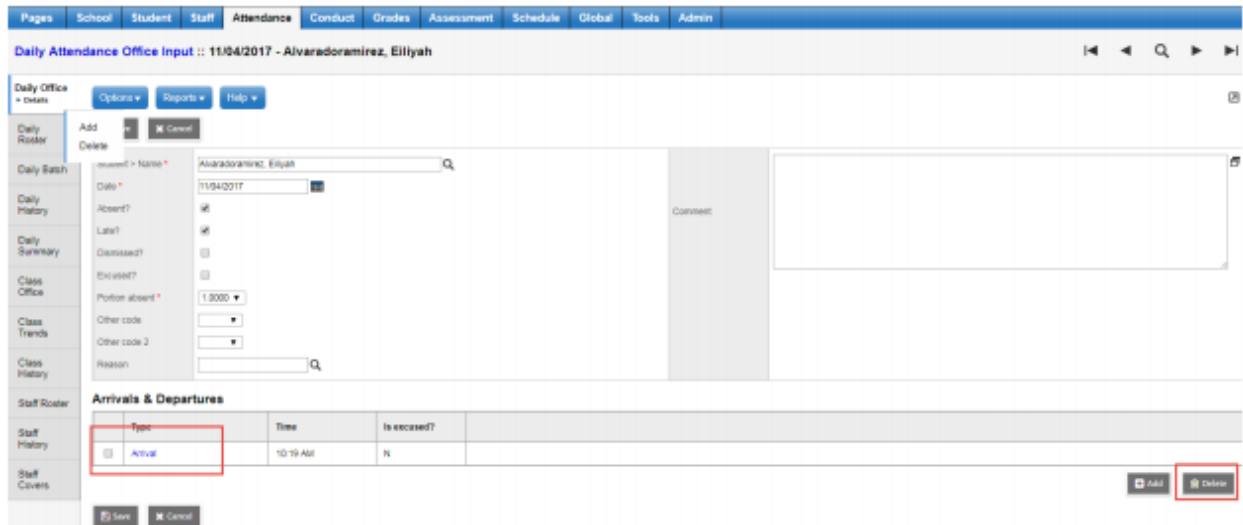 Pages School Student Staff Attendance Conduct Grades Assessment Schedule Global Tools Admin
Daily Attendance Office Input :: 11/04/2017 - Alvaradoramirez, Eiliyah
Daily Office
Details
Options Reports Help
Add
Delete
Cancel
Daily
Roster
Daily Batch
Daily
History
Daily
Summary
Class
Office
Class
Trends
Class
History
Staff Roster
Staff
History
Staff
Covers
Student > Name * Alvaradoramirez, Eiliyah
Date * 11/04/2017
Absent?
Late?
Dismissed?
Excused?
Portion absent * 1.0000
Other code
Other code 2
Reason
Comment
Arrivals & Departures
Type Time Is excused?
Arrival 10:19 AM N
Add Delete
Save Cancel